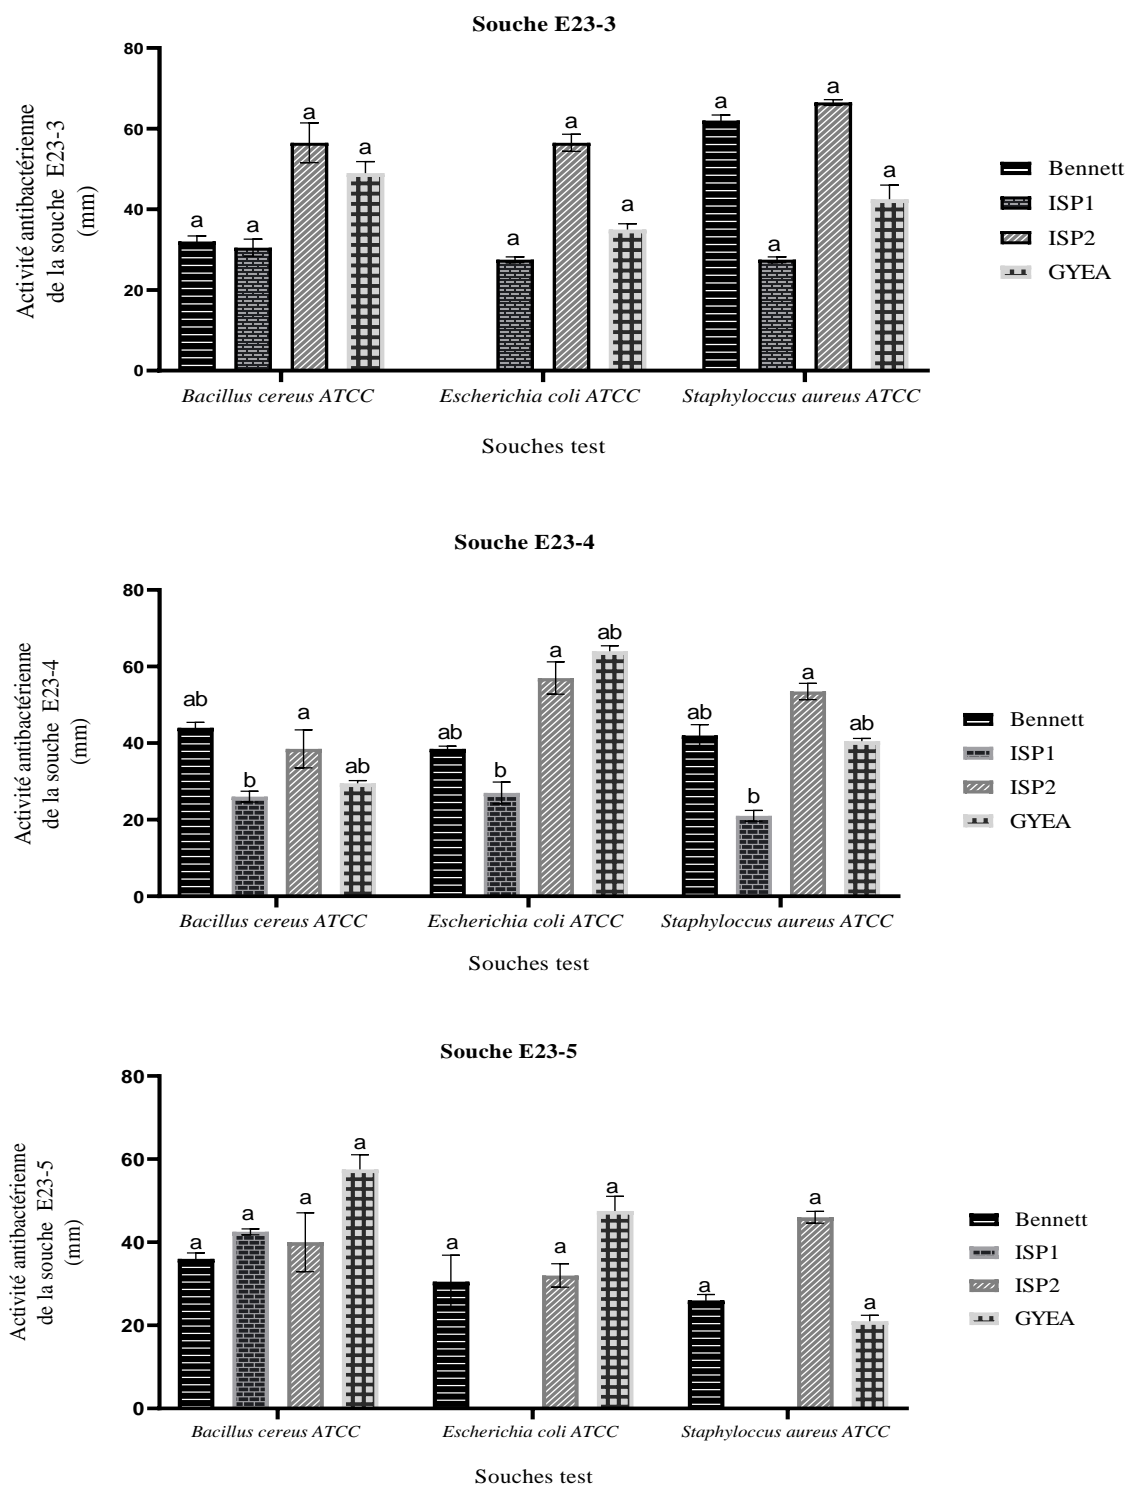 Souche E23-3
80
60
40
20
0
Activité antibactérienne
de la souche E23-3
(mm)
a a a a
a a a
a a a a
Bacillus cereus ATCC Escherichia coli ATCC Staphyloccus aureus ATCC
Souches test
Bennett
ISP1
ISP2
GYEA
Souche E23-4
80
60
40
20
0
Activité antibactérienne
de la souche E23-4
(mm)
ab b a ab
ab b a ab
ab b a ab
Bacillus cereus ATCC Escherichia coli ATCC Staphyloccus aureus ATCC
Souches test
Bennett
ISP1
ISP2
GYEA
Souche E23-5
80
60
40
20
0
Activité antibactérienne
de la souche E23-5
(mm)
a a a a
a a a
a a a
Bacillus cereus ATCC Escherichia coli ATCC Staphyloccus aureus ATCC
Souches test
Bennett
ISP1
ISP2
GYEA